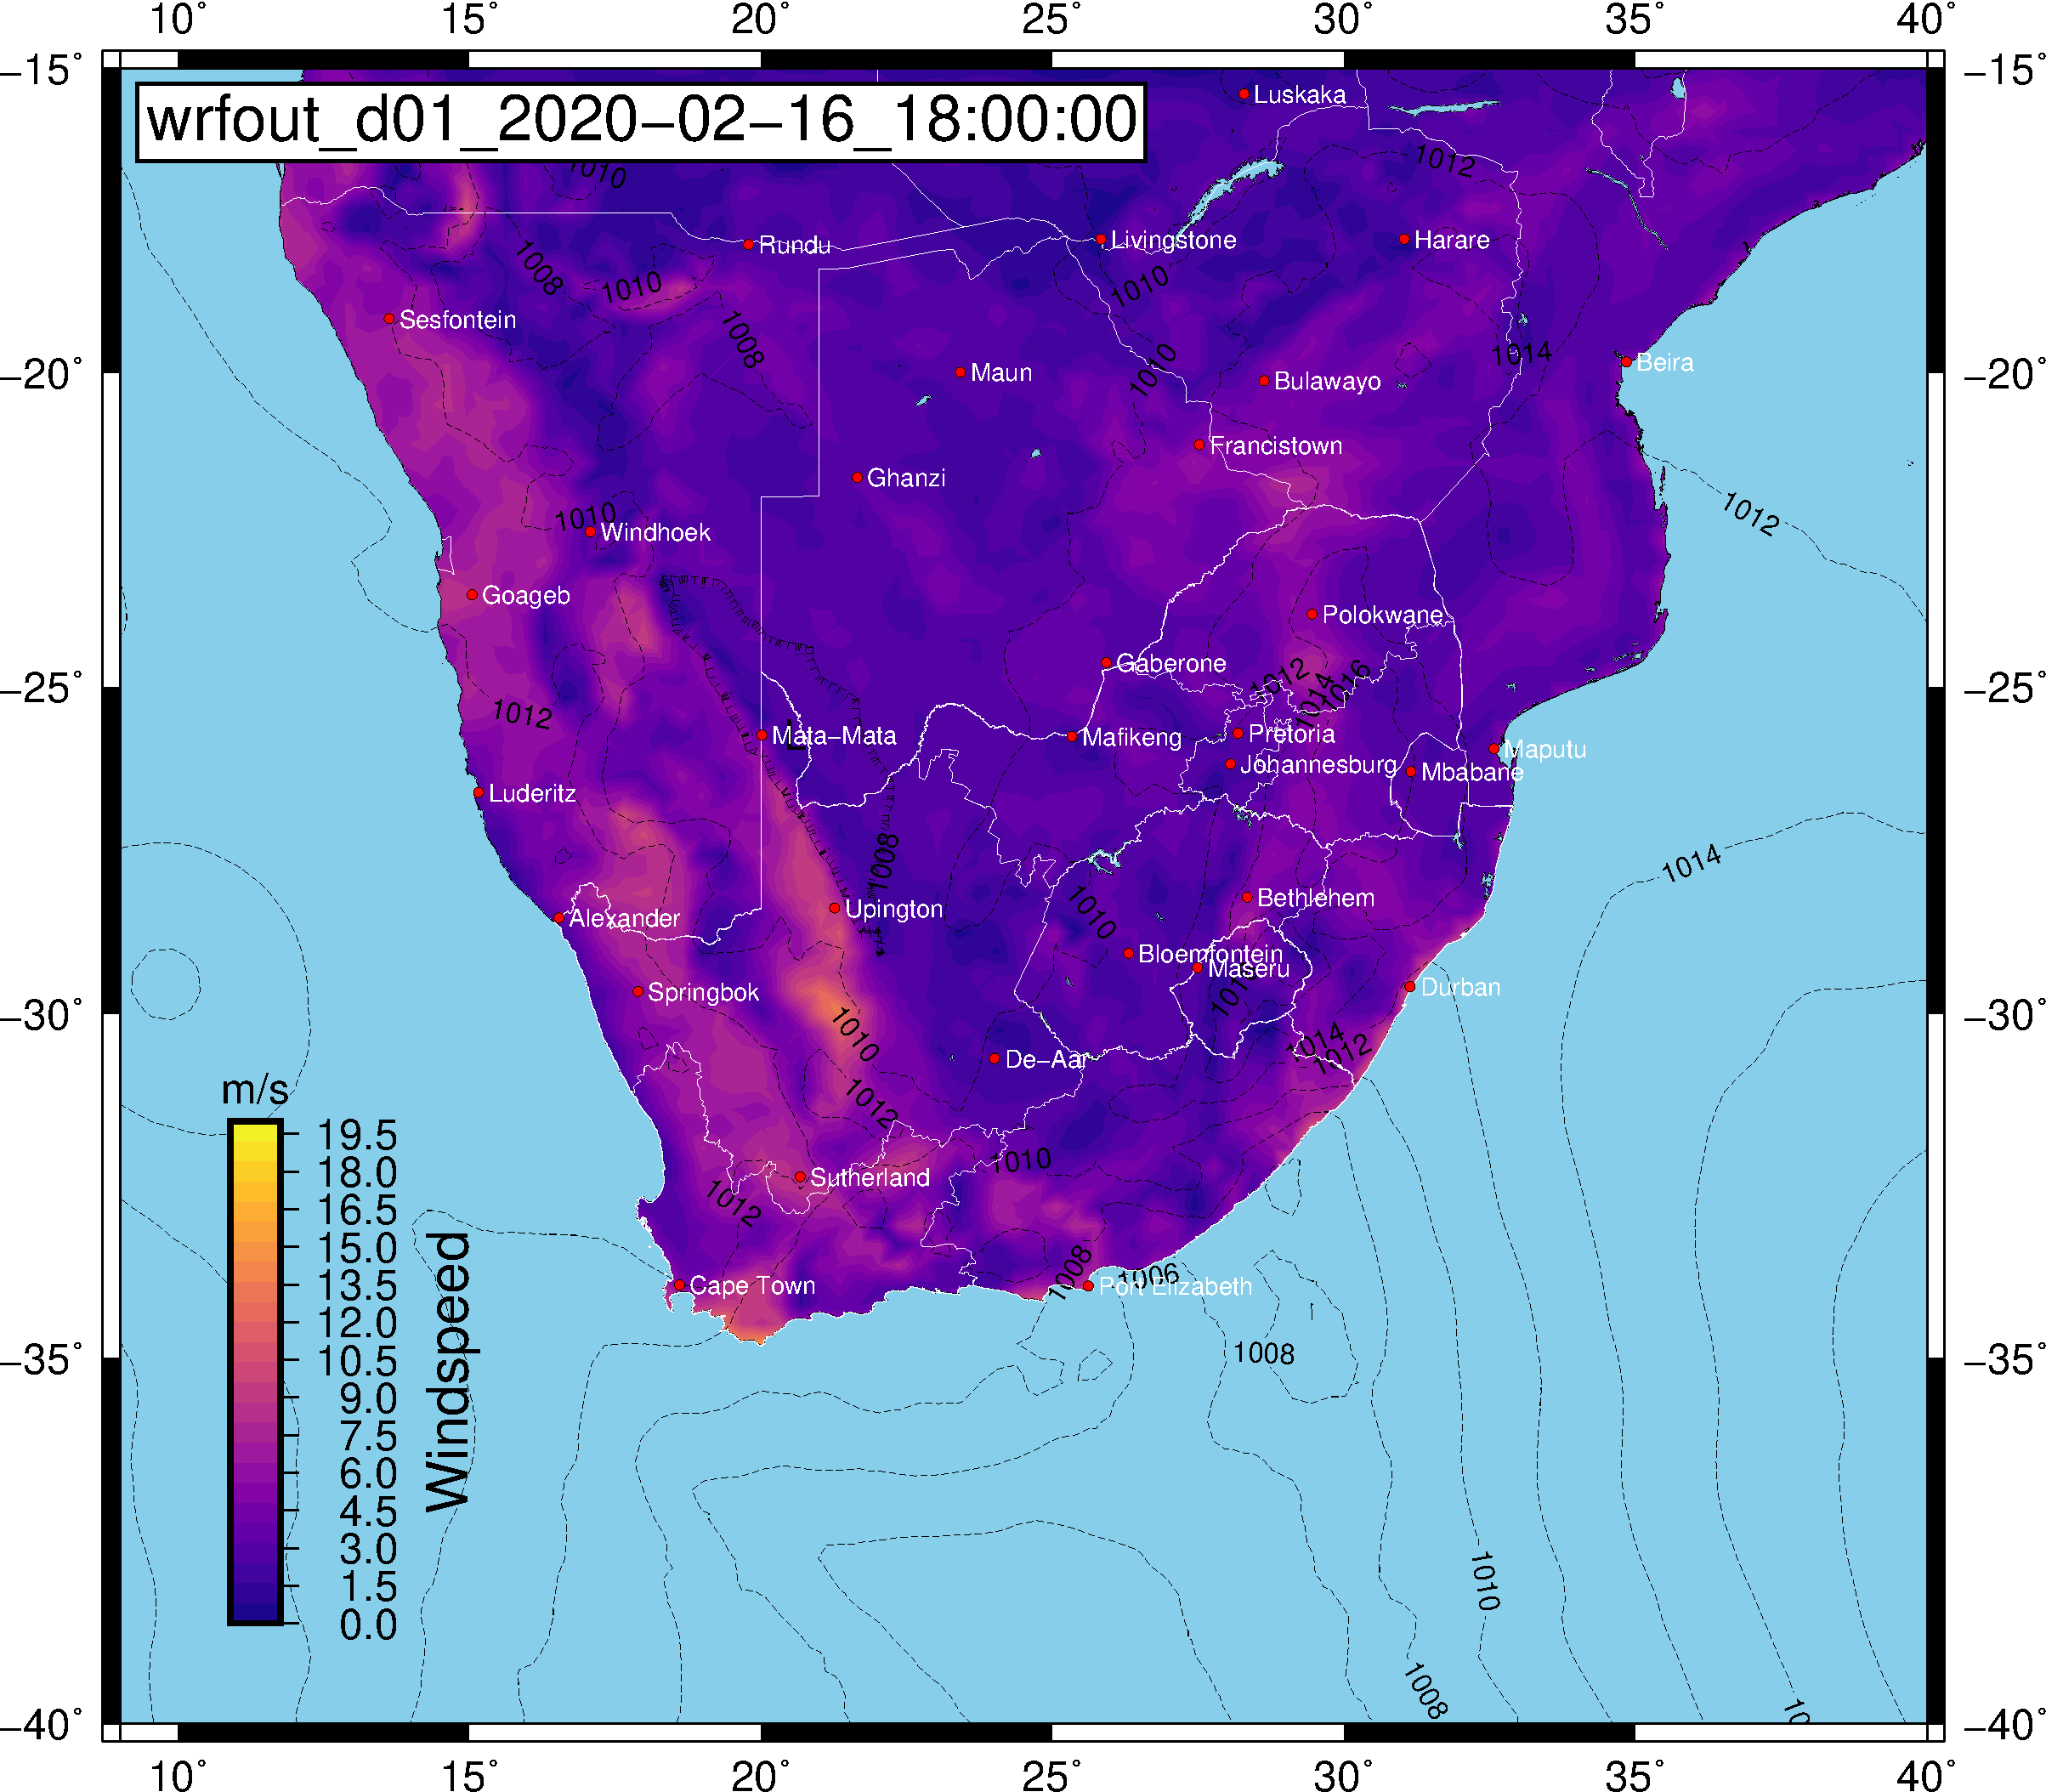 10° 15° 20° 25° 30° 35° 40°
−15° −15°
wrfout_d01_2020−02−16_18:00:00
Luskaka
1012
1010
Rundu
Livingstone
Harare
1008
1010
1010
Sesfontein
1008
1014
Beira
−20° −20°
Maun
1010
Bulawayo
Francistown
Ghanzi
1012
1010
Windhoek
Goageb
Polokwane
Gaberone
1012
1014
1016
−25° −25°
1012
L
Mata−Mata
Mafikeng
Pretoria
Maputu
Johannesburg
Mbabane
Luderitz
1008
1014
1010
Bethlehem
Upington
Alexander
Bloemfontein
Maseru
Durban
Springbok
−30° −30°
1010
1014
1012
De−Aar
1012
m/s
19.5
18.0
16.5
15.0
13.5
12.0
10.5
9.0
7.5
6.0
4.5
3.0
1.5
0.0
Windspeed
1010
Sutherland
1012
1008
1006
Cape Town
Port Elizabeth
1008
−35° −35°
1010
1008
−40° −40°
10° 15° 20° 25° 30° 35° 40°